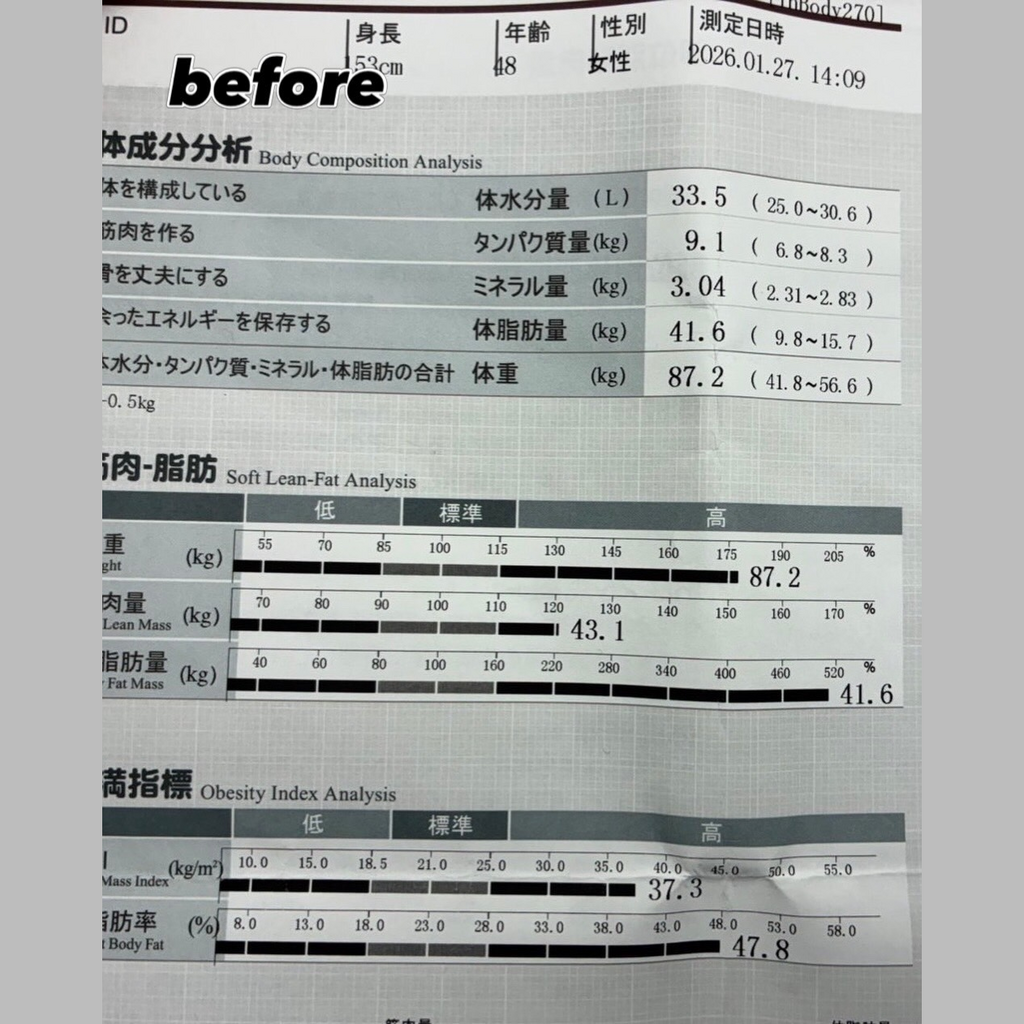 [InBody270]
ID 身長 年齢 性別 測定日時
153cm 48 女性 2026.01.27. 14:09
before
体成分分析 Body Composition Analysis
体を構成している 体水分量 (L) 33.5 ( 25.0~30.6 )
筋肉を作る タンパク質量(kg) 9.1 ( 6.8~8.3 )
骨を丈夫にする ミネラル量 (kg) 3.04 ( 2.31~2.83 )
余ったエネルギーを保存する 体脂肪量 (kg) 41.6 ( 9.8~15.7 )
体水分・タンパク質・ミネラル・体脂肪の合計 体重 (kg) 87.2 ( 41.8~56.6 )
-0.5kg
筋肉-脂肪 Soft Lean-Fat Analysis
低 標準 高
重 (kg) 55 70 85 100 115 130 145 160 175 190 205 %
ght 87.2
肉量 (kg) 70 80 90 100 110 120 130 140 150 160 170 %
Lean Mass 43.1
脂肪量 (kg) 40 60 80 100 160 220 280 340 400 460 520 %
Fat Mass 41.6
満指標 Obesity Index Analysis
低 標準 高
(kg/m²) 10.0 15.0 18.5 21.0 25.0 30.0 35.0 40.0 45.0 50.0 55.0
Mass Index 37.3
脂肪率 (%) 8.0 13.0 18.0 23.0 28.0 33.0 38.0 43.0 48.0 53.0 58.0
t Body Fat 47.8